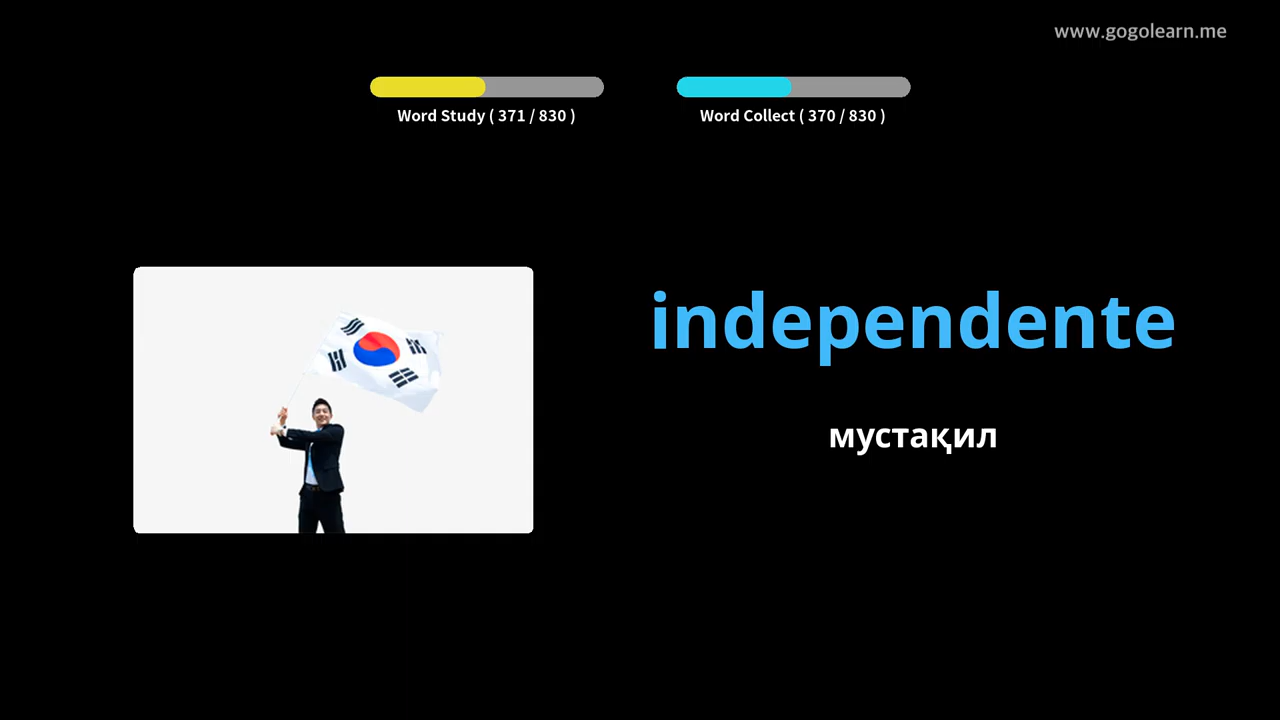 www.gogolearn.me
Word Study ( 371 / 830 )
Word Collect ( 370 / 830 )
independente
мустақил